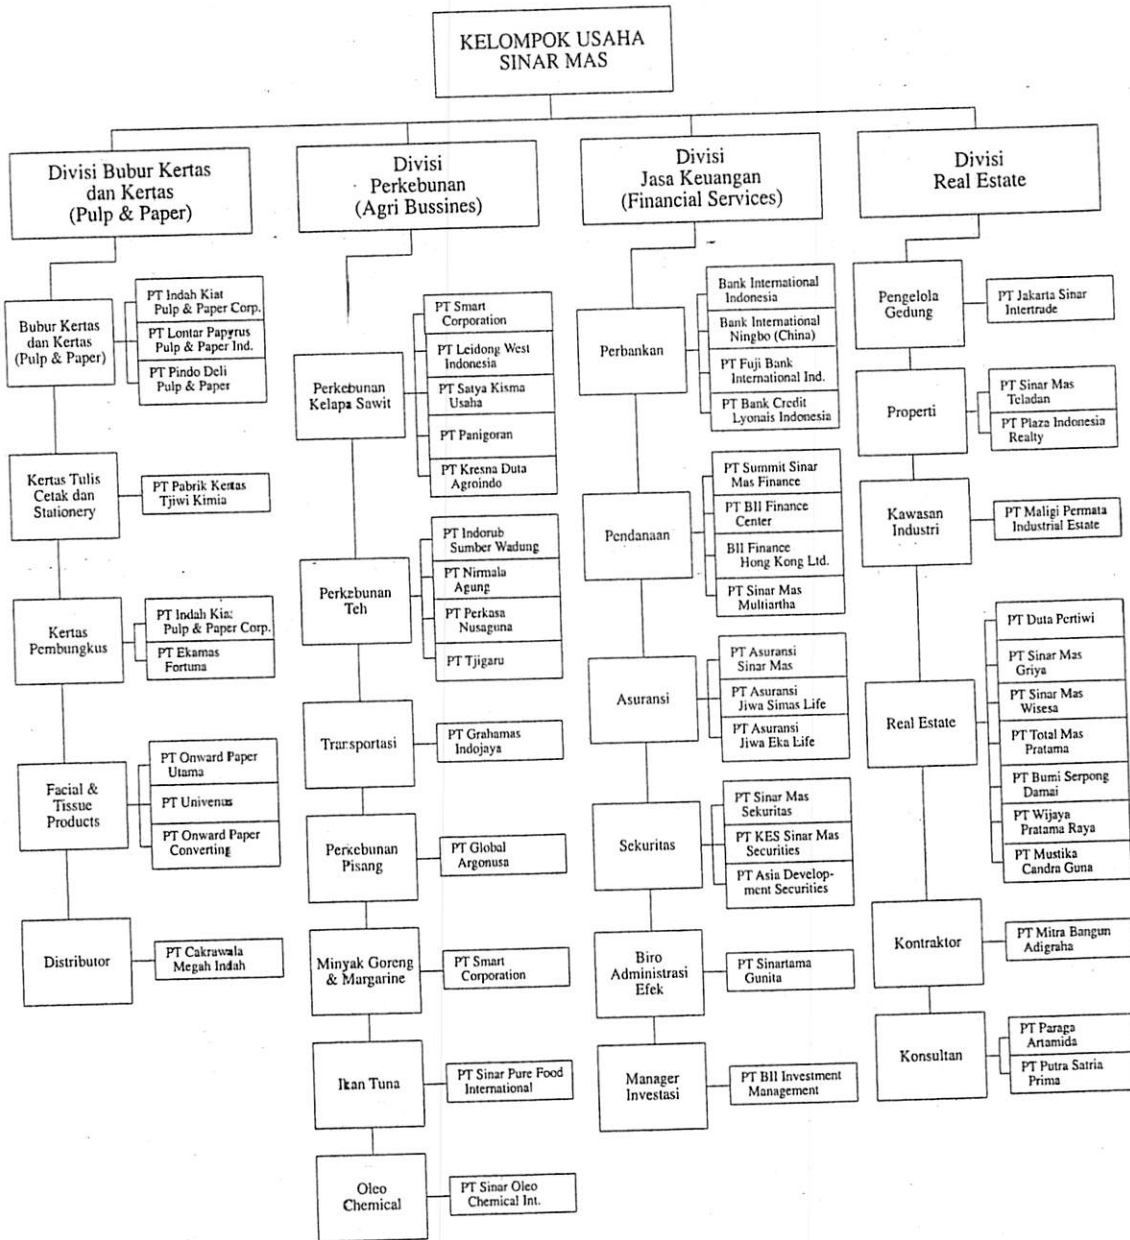 KELOMPOK USAHA
SINAR MAS
Divisi Bubur Kertas
dan Kertas
(Pulp & Paper)
Bubur Kertas
dan Kertas
(Pulp & Paper)
PT Indah Kiat
Pulp & Paper Corp.
PT Lontar Papyrus
Pulp & Paper Ind.
PT Pindo Deli
Pulp & Paper
Kertas Tulis
Cetak dan
Stationery
PT Pabrik Kertas
Tjiwi Kimia
Kertas
Pembungkus
PT Indah Kiat
Pulp & Paper Corp.
PT Ekamas
Fortuna
Facial &
Tissue
Products
PT Onward Paper
Utama
PT Univenus
PT Onward Paper
Converting
Distributor
PT Cakrawala
Megah Indah
Divisi
Perkebunan
(Agri Bussines)
Perkebunan
Kelapa Sawit
PT Smart
Corporation
PT Leidong West
Indonesia
PT Satya Kisma
Usaha
PT Panigoran
PT Kresna Duta
Agroindo
Perkebunan
Teh
PT Indorub
Sumber Wadung
PT Nirmala
Agung
PT Perkasa
Nusaguna
PT Tjigaru
Transportasi
PT Grahamas
Indojaya
Perkebunan
Pisang
PT Global
Argonusa
Minyak Goreng
& Margarine
PT Smart
Corporation
Ikan Tuna
PT Sinar Pure Food
International
Oleo
Chemical
PT Sinar Oleo
Chemical Int.
Divisi
Jasa Keuangan
(Financial Services)
Perbankan
Bank International
Indonesia
Bank International
Ningbo (China)
PT Fuji Bank
International Ind.
PT Bank Credit
Lyonais Indonesia
Pendanaan
PT Summit Sinar
Mas Finance
PT BII Finance
Center
BII Finance
Hong Kong Ltd.
PT Sinar Mas
Multiartha
Asuransi
PT Asuransi
Sinar Mas
PT Asuransi
Jiwa Simas Life
PT Asuransi
Jiwa Eka Life
Sekuritas
PT Sinar Mas
Sekuritas
PT KES Sinar Mas
Securities
PT Asia Develop-
ment Securities
Biro
Administrasi
Efek
PT Sinartama
Gunita
Manager
Investasi
PT BII Investment
Management
Divisi
Real Estate
Pengelola
Gedung
PT Jakarta Sinar
Intertrade
Properti
PT Sinar Mas
Teladan
PT Plaza Indonesia
Realty
Kawasan
Industri
PT Maligi Permata
Industrial Estate
Real Estate
PT Duta Pertiwi
PT Sinar Mas
Griya
PT Sinar Mas
Wisesa
PT Total Mas
Pratama
PT Bumi Serpong
Damai
PT Wijaya
Pratama Raya
PT Mustika
Candra Guna
Kontraktor
PT Mitra Bangun
Adigraha
Konsultan
PT Paraga
Artamida
PT Putra Satria
Prima